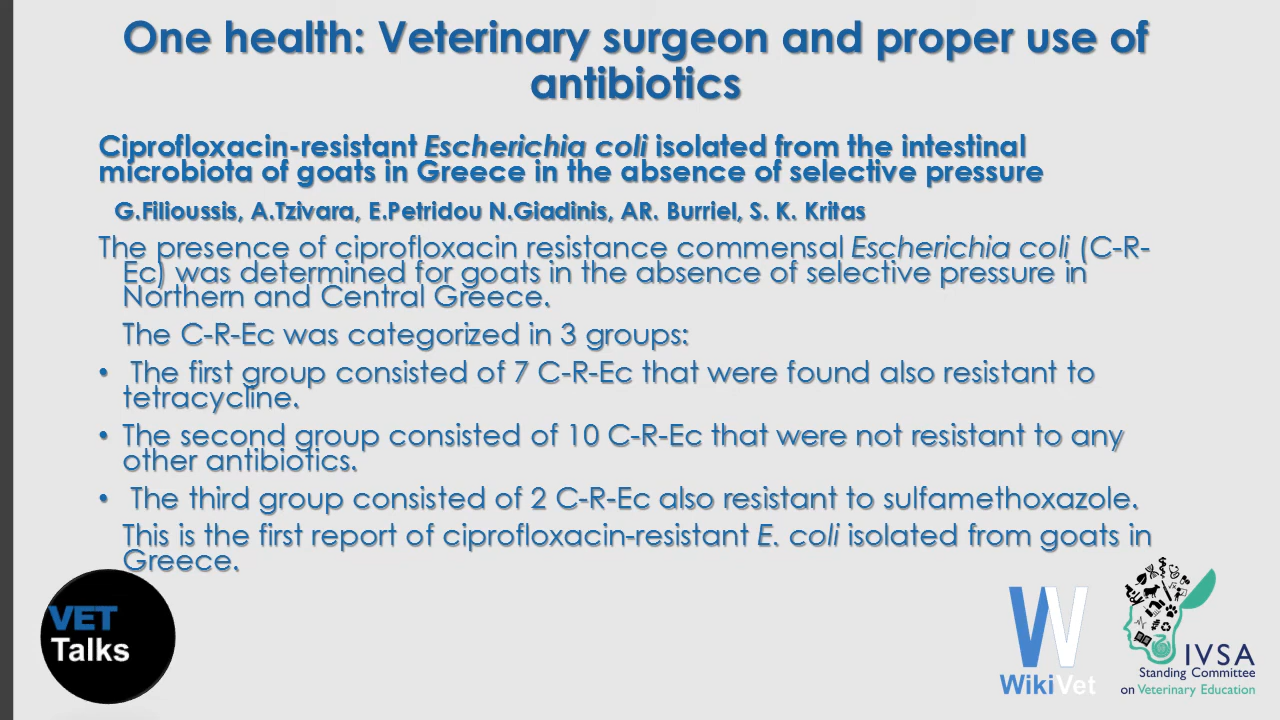 One health: Veterinary surgeon and proper use of
antibiotics
Ciprofloxacin-resistant Escherichia coli isolated from the intestinal
microbiota of goats in Greece in the absence of selective pressure
G.Filioussis, A.Tzivara, E.Petridou N.Giadinis, AR. Burriel, S. K. Kritas
The presence of ciprofloxacin resistance commensal Escherichia coli (C-R-
Ec) was determined for goats in the absence of selective pressure in
Northern and Central Greece.
The C-R-Ec was categorized in 3 groups:
• The first group consisted of 7 C-R-Ec that were found also resistant to
tetracycline.
• The second group consisted of 10 C-R-Ec that were not resistant to any
other antibiotics.
• The third group consisted of 2 C-R-Ec also resistant to sulfamethoxazole.
This is the first report of ciprofloxacin-resistant E. coli isolated from goats in
Greece.
VET
Talks
W
WikiVet
IVSA
Standing Committee
on Veterinary Education